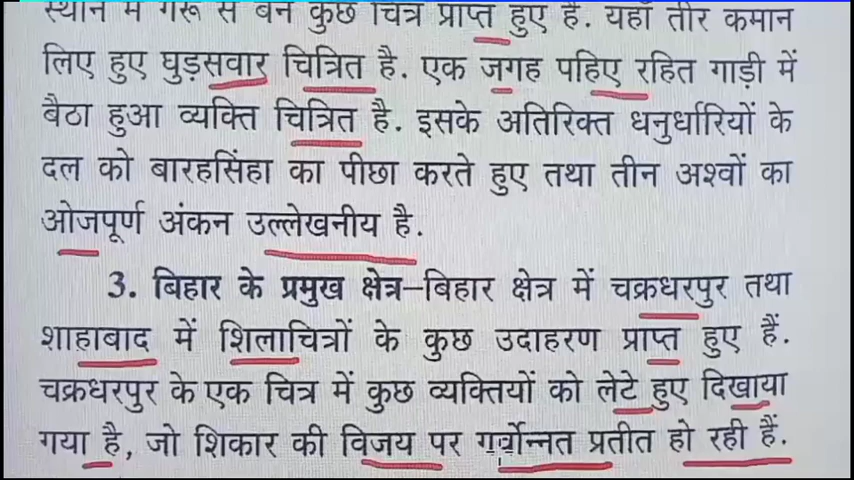 स्थान में गेरू से बने कुछ चित्र प्राप्त हुए हैं. यहाँ तीर कमान
लिए हुए घुड़सवार चित्रित है. एक जगह पहिए रहित गाड़ी में
बैठा हुआ व्यक्ति चित्रित है. इसके अतिरिक्त धनुर्धारियों के
दल को बारहसिंहा का पीछा करते हुए तथा तीन अश्वों का
ओजपूर्ण अंकन उल्लेखनीय है.
3. बिहार के प्रमुख क्षेत्र–बिहार क्षेत्र में चक्रधरपुर तथा
शाहाबाद में शिलाचित्रों के कुछ उदाहरण प्राप्त हुए हैं.
चक्रधरपुर के एक चित्र में कुछ व्यक्तियों को लेटे हुए दिखाया
गया है, जो शिकार की विजय पर गर्वोन्नत प्रतीत हो रही हैं.